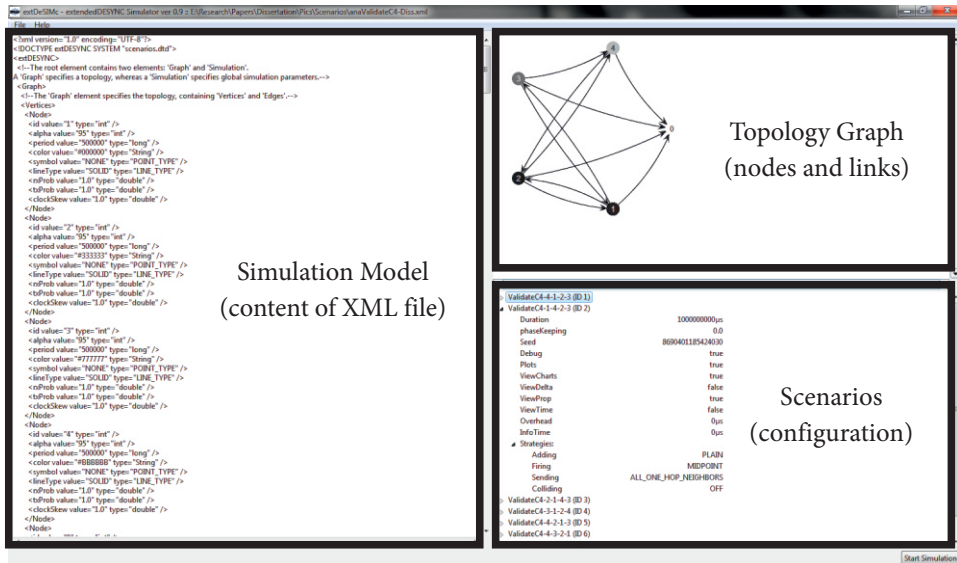 extDeSIMc - extendedDESYNC Simulator ver 0.9 :: E:\Research\Papers\Dissertation\Pics\Scenarios\anaValidateC4-Diss.xml
File Help
<?xml version="1.0" encoding="UTF-8"?>
<!DOCTYPE extDESYNC SYSTEM "scenarios.dtd">
<extDESYNC>
<!--The root element contains two elements: 'Graph' and 'Simulation'.
A 'Graph' specifies a topology, whereas a 'Simulation' specifies global simulation parameters.-->
<Graph>
<!--The 'Graph' element specifies the topology, containing 'Vertices' and 'Edges'.-->
<Vertices>
<Node>
<id value="1" type="int" />
<alpha value="95" type="int" />
<period value="500000" type="long" />
<color value="#000000" type="String" />
<symbol value="NONE" type="POINT_TYPE" />
<lineType value="SOLID" type="LINE_TYPE" />
<rxProb value="1.0" type="double" />
<txProb value="1.0" type="double" />
<clockSkew value="1.0" type="double" />
</Node>
<Node>
<id value="2" type="int" />
<alpha value="95" type="int" />
<period value="500000" type="long" />
<color value="#333333" type="String" />
<symbol value="NONE" type="POINT_TYPE" />
<lineType value="SOLID" type="LINE_TYPE" />
<rxProb value="1.0" type="double" />
<txProb value="1.0" type="double" />
<clockSkew value="1.0" type="double" />
</Node>
<Node>
<id value="3" type="int" />
<alpha value="95" type="int" />
<period value="500000" type="long" />
<color value="#777777" type="String" />
<symbol value="NONE" type="POINT_TYPE" />
<lineType value="SOLID" type="LINE_TYPE" />
<rxProb value="1.0" type="double" />
<txProb value="1.0" type="double" />
<clockSkew value="1.0" type="double" />
</Node>
<Node>
<id value="4" type="int" />
<alpha value="95" type="int" />
<period value="500000" type="long" />
<color value="#BBBBBB" type="String" />
<symbol value="NONE" type="POINT_TYPE" />
<lineType value="SOLID" type="LINE_TYPE" />
<rxProb value="1.0" type="double" />
<txProb value="1.0" type="double" />
<clockSkew value="1.0" type="double" />
</Node>
<Node>
Simulation Model
(content of XML file)
4
3
2
1
Topology Graph
(nodes and links)
ValidateC4-4-1-2-3 (ID 1)
ValidateC4-1-4-2-3 (ID 2)
Duration 1000000000µs
phaseKeeping 0.0
Seed 8690401185424030
Debug true
Plots true
ViewCharts true
ViewDelta false
ViewProp true
ViewTime false
Overhead 0µs
InfoTime 0µs
Strategies:
Adding PLAIN
Firing MIDPOINT
Sending ALL_ONE_HOP_NEIGHBORS
Colliding OFF
ValidateC4-2-1-4-3 (ID 3)
ValidateC4-3-1-2-4 (ID 4)
ValidateC4-4-2-1-3 (ID 5)
ValidateC4-4-3-2-1 (ID 6)
Scenarios
(configuration)
Start Simulation